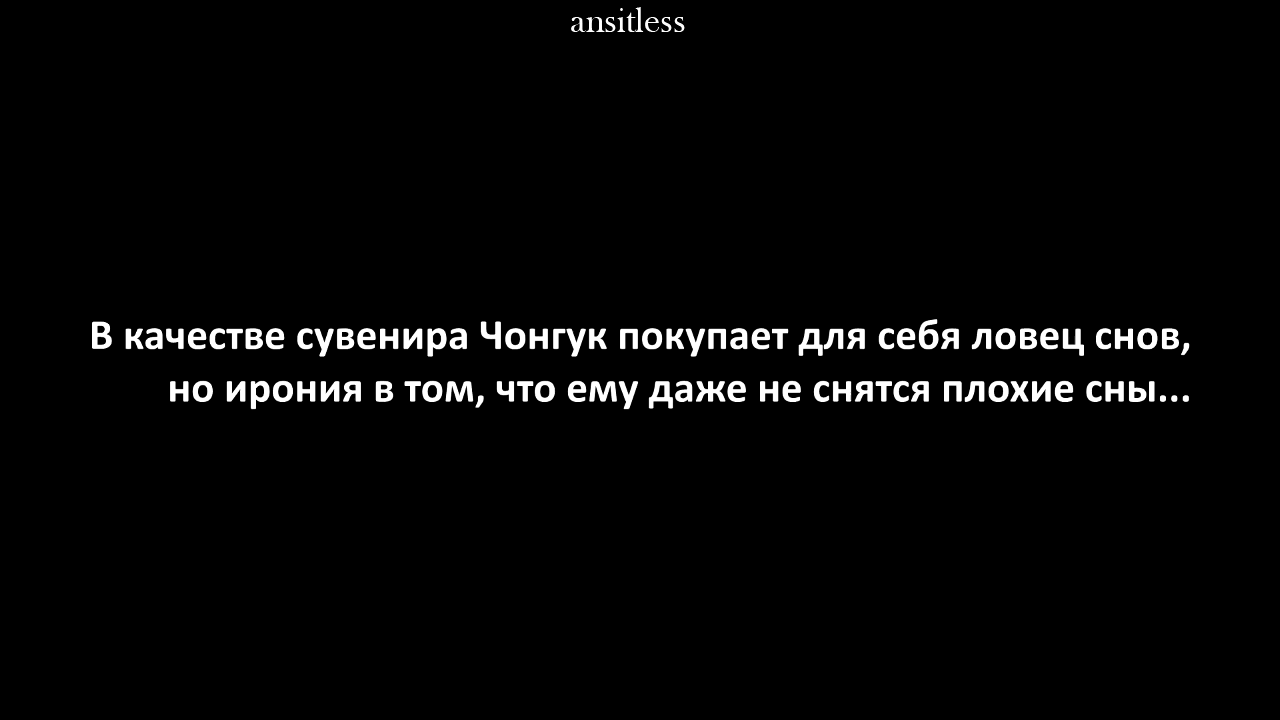 ansitless
В качестве сувенира Чонгук покупает для себя ловец снов,
но ирония в том, что ему даже не снятся плохие сны...